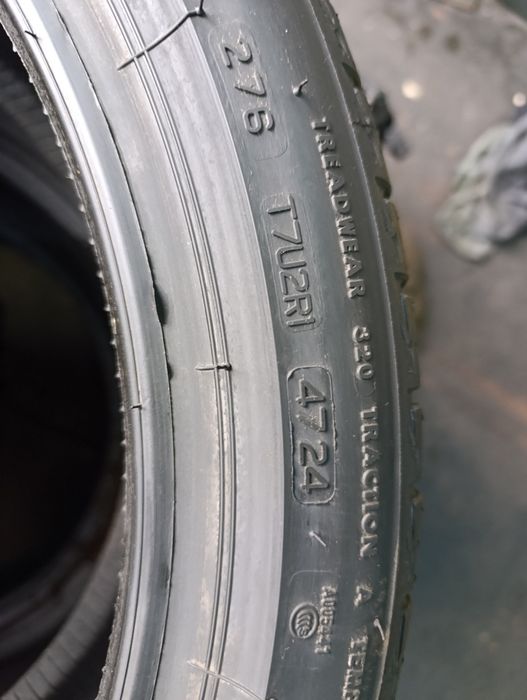 276
T7U2R1
4724
TREADWEAR 320 TRACTION A